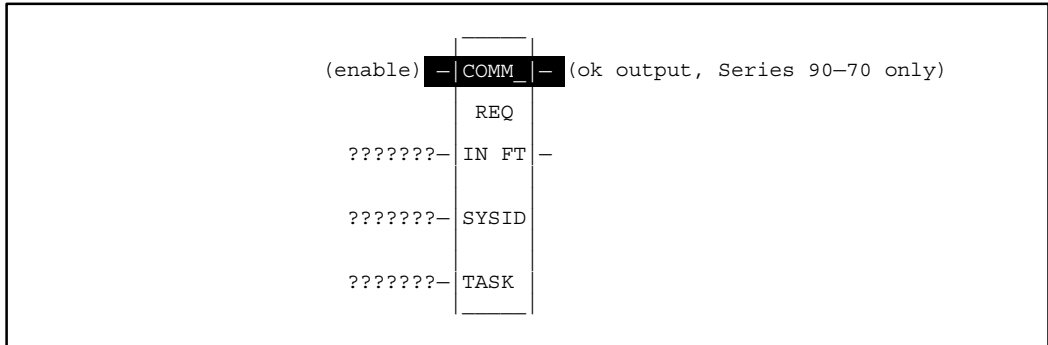 (enable) —|COMM_|— (ok output, Series 90—70 only)
REQ
???????—|IN FT|—
???????—|SYSID
???????—|TASK